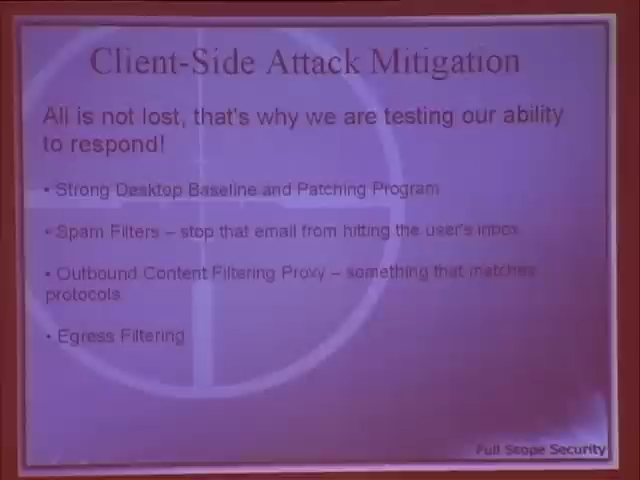 Client-Side Attack Mitigation
All is not lost, that's why we are testing our ability
to respond!
• Strong Desktop Baseline and Patching Program
• Spam Filters – stop that email from hitting the user's inbox
• Outbound Content Filtering Proxy – something that matches
protocols
• Egress Filtering
Full Scope Security